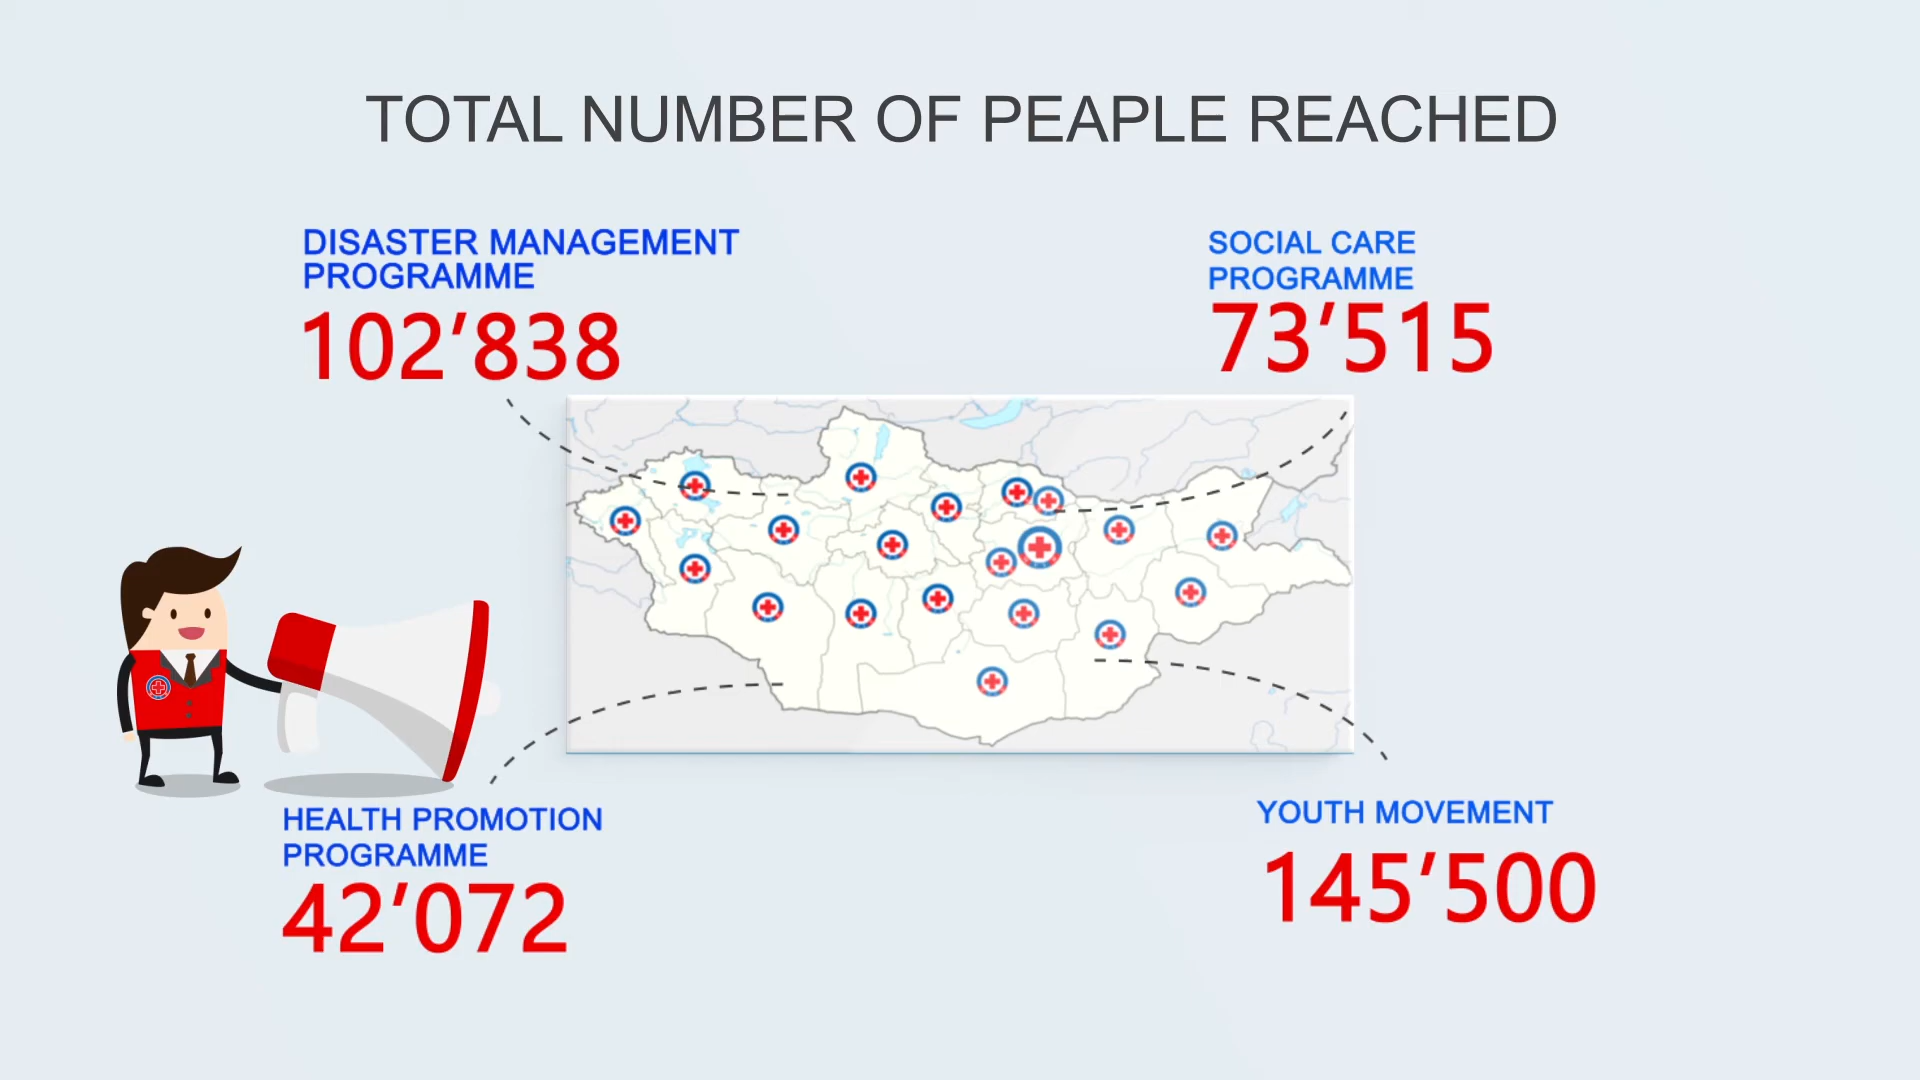 TOTAL NUMBER OF PEAPLE REACHED
DISASTER MANAGEMENT
PROGRAMME
102’838
SOCIAL CARE
PROGRAMME
73’515
HEALTH PROMOTION
PROGRAMME
42’072
YOUTH MOVEMENT
145’500